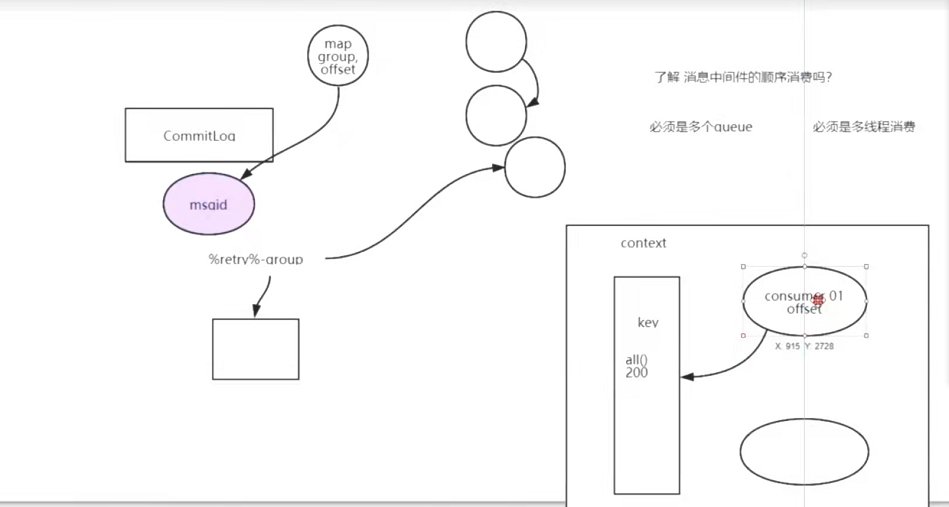 map
group,
offset
CommitLog
msgid
%retry%-group
了解 消息中间件的顺序消费吗?
必须是多个queue
必须是多线程消费
context
key
all()
200
consumer 01
offset
X: 915 Y: 2728